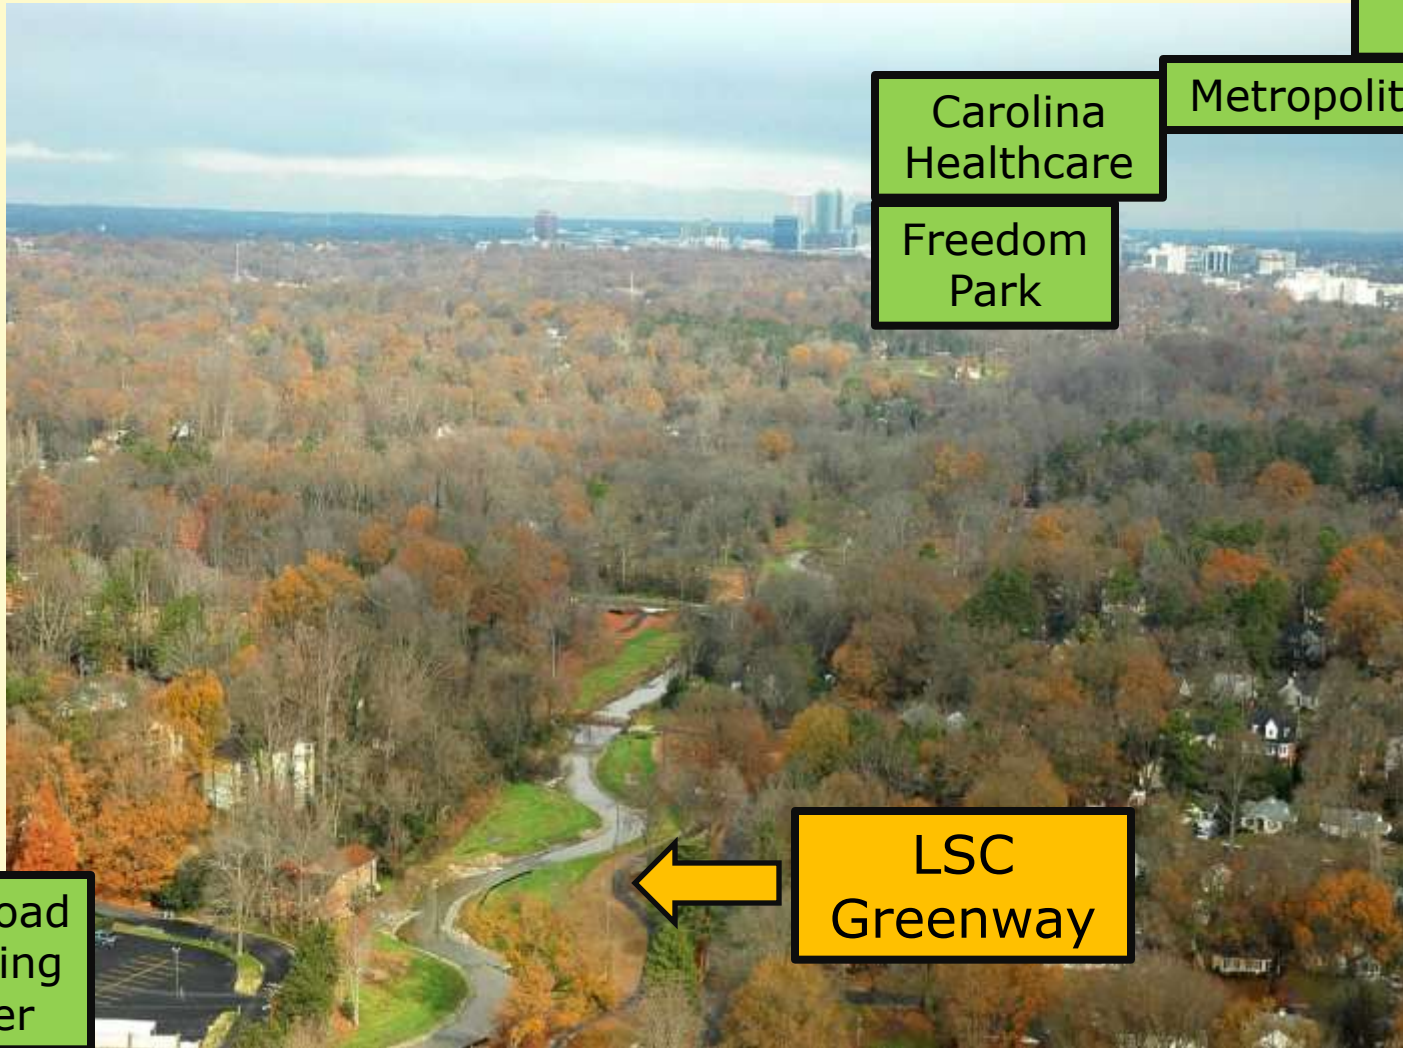 Carolina
Healthcare
Metropolit
Freedom
Park
LSC
Greenway
oad
ing
er